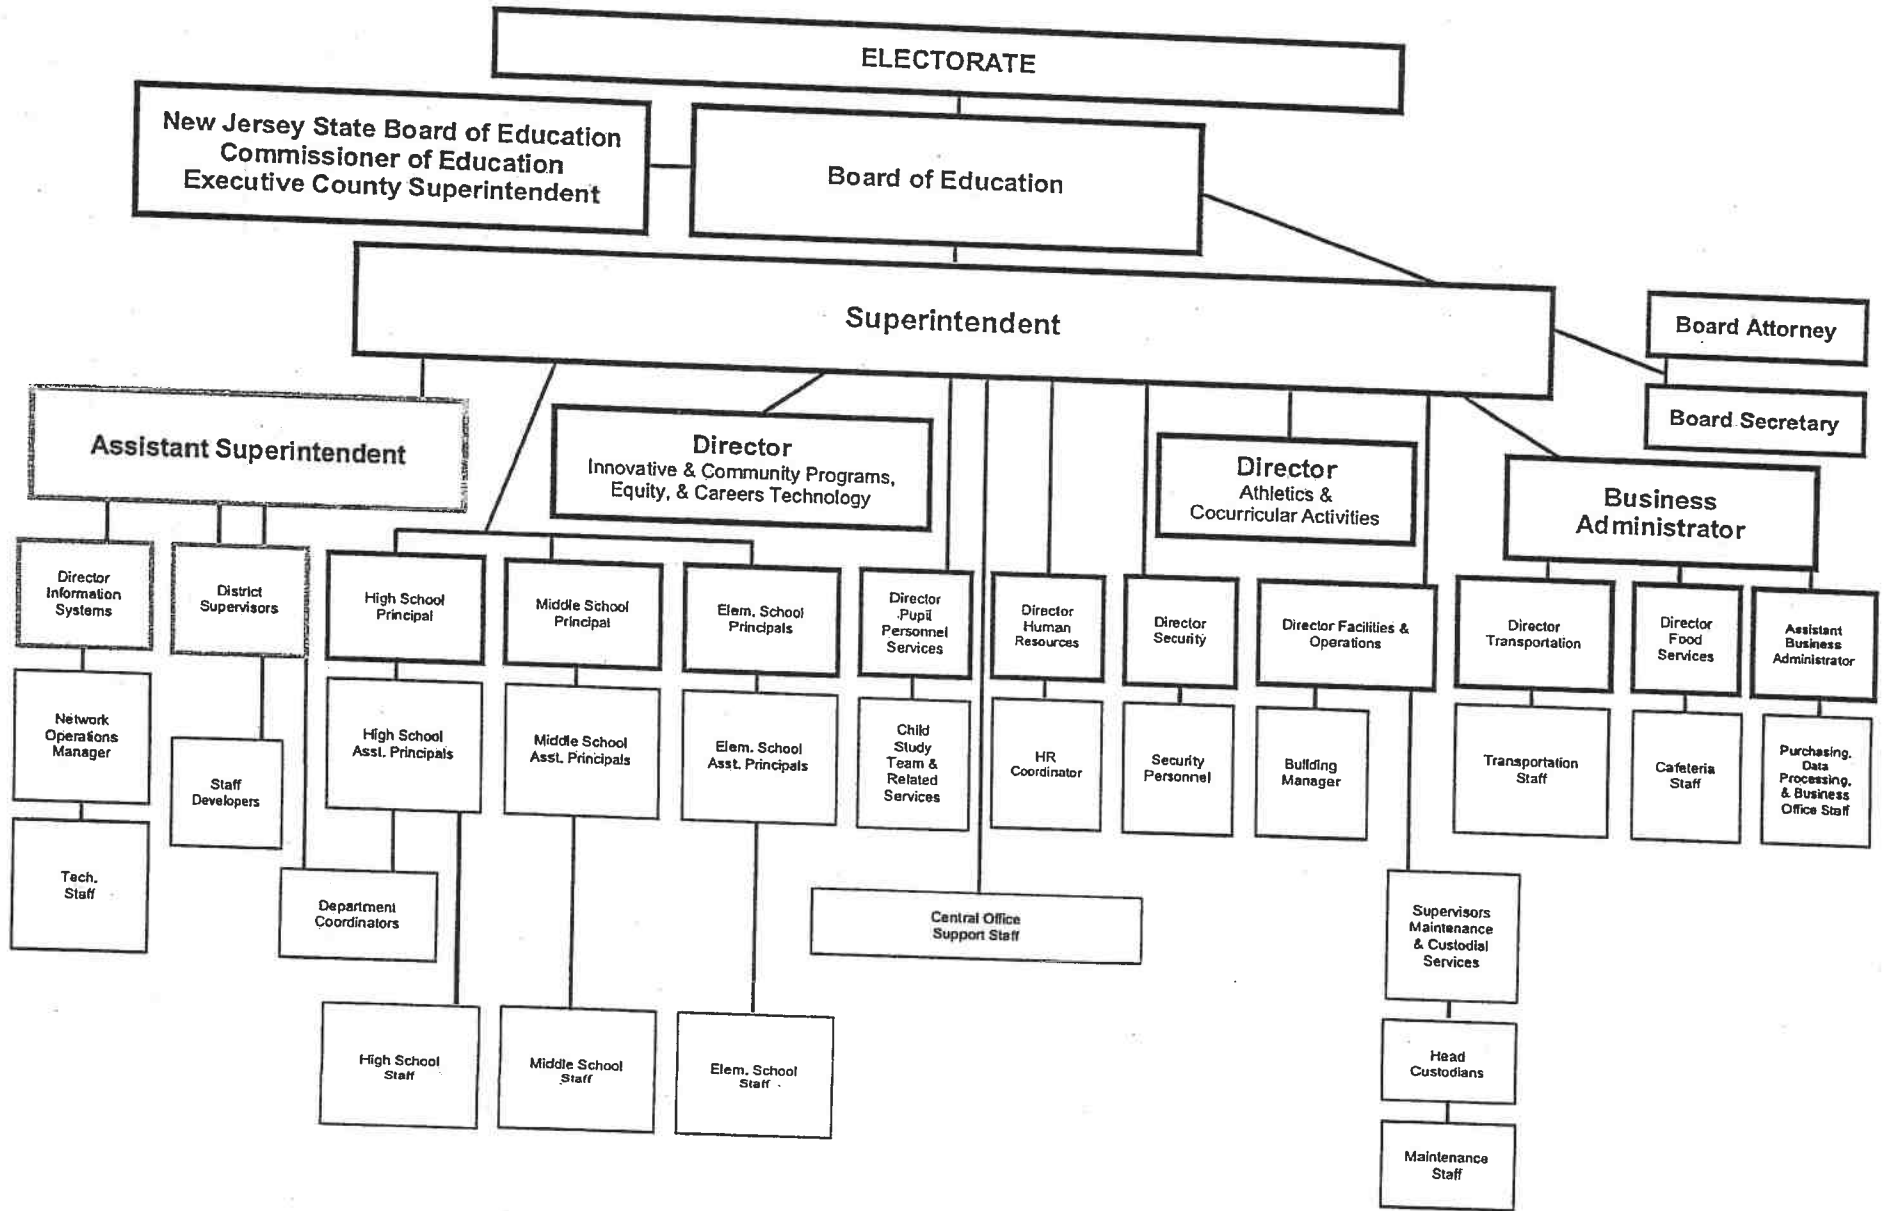 ELECTORATE
New Jersey State Board of Education
Commissioner of Education
Executive County Superintendent
Board of Education
Superintendent
Board Attorney
Board Secretary
Assistant Superintendent
Director
Innovative & Community Programs,
Equity, & Careers Technology
Director
Athletics &
Cocurricular Activities
Business
Administrator
Director
Information
Systems
District
Supervisors
High School
Principal
Middle School
Principal
Elem. School
Principals
Director
Pupil
Personnel
Services
Director
Human
Resources
Director
Security
Director Facilities &
Operations
Director
Transportation
Director
Food
Services
Assistant
Business
Administrator
Network
Operations
Manager
Staff
Developers
High School
Asst. Principals
Middle School
Asst. Principals
Elem. School
Asst. Principals
Child
Study
Team &
Related
Services
HR
Coordinator
Security
Personnel
Building
Manager
Transportation
Staff
Cafeteria
Staff
Purchasing,
Data
Processing,
& Business
Office Staff
Tech.
Staff
Department
Coordinators
Central Office
Support Staff
Supervisors
Maintenance
& Custodial
Services
High School
Staff
Middle School
Staff
Elem. School
Staff
Head
Custodians
Maintenance
Staff